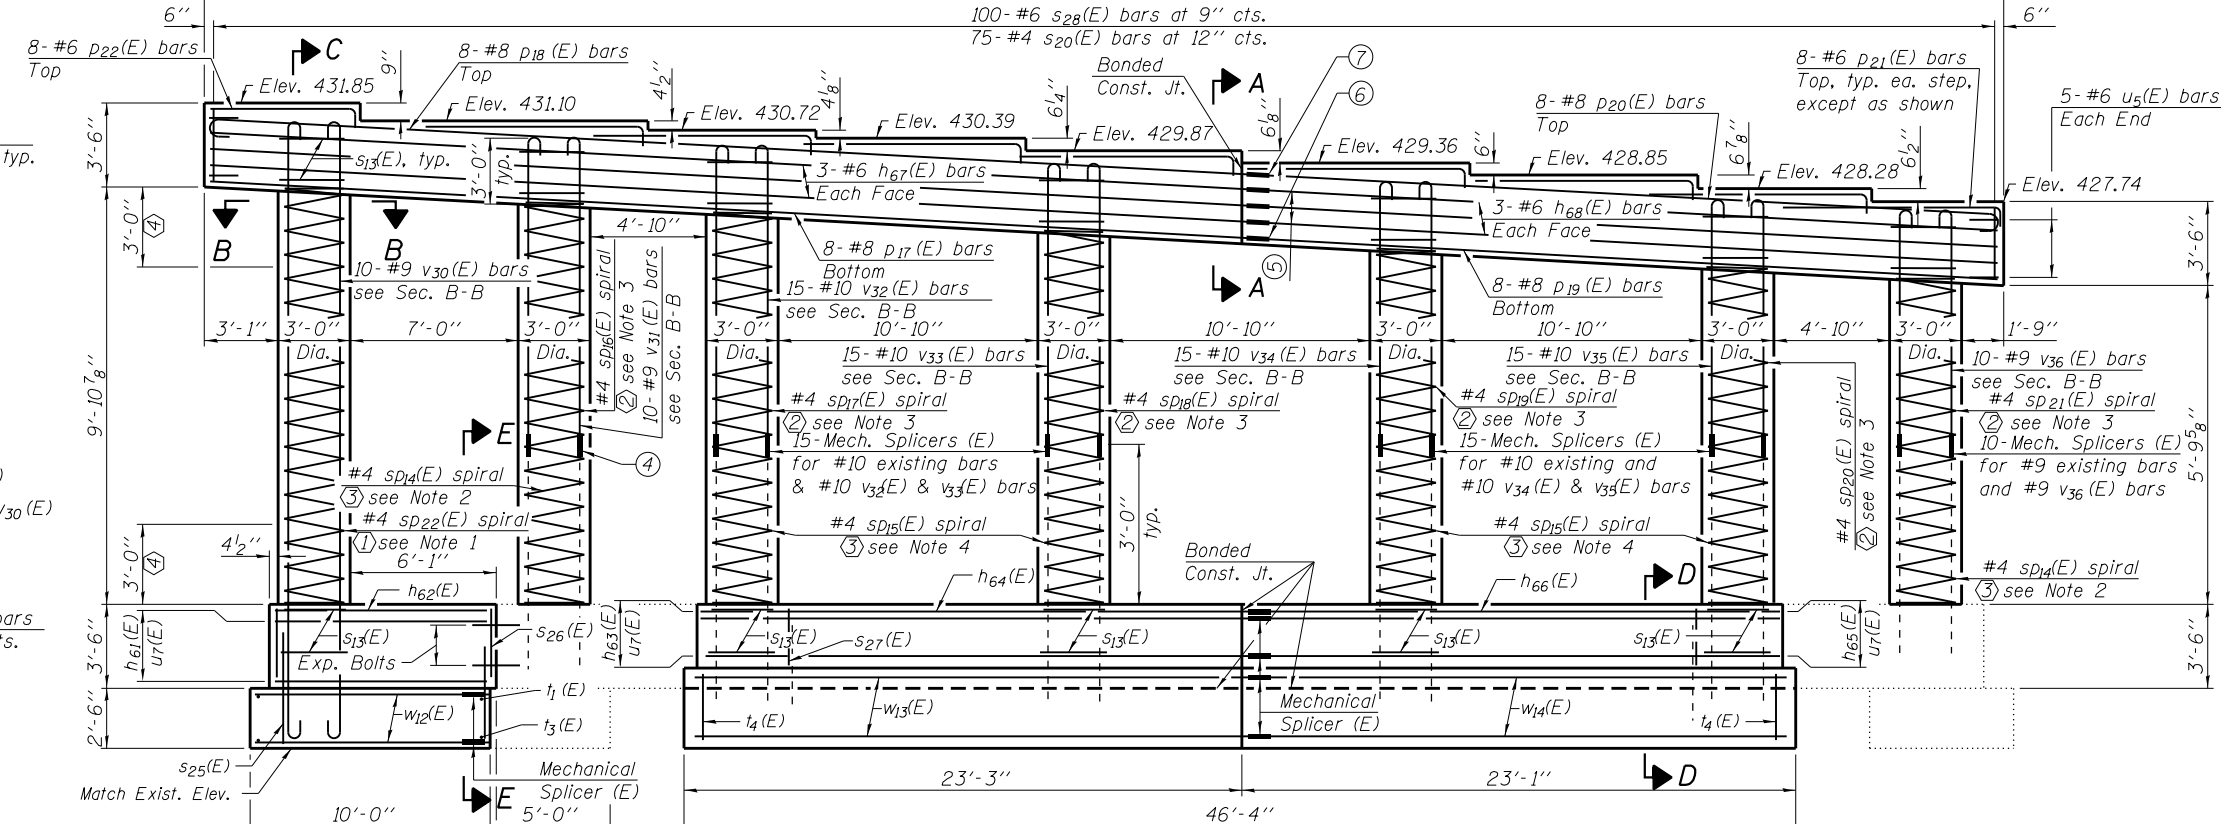 6''
100-#6 s28(E) bars at 9'' cts.
75-#4 s20(E) bars at 12'' cts.
6''
8-#6 p22(E) bars
Top
C
9''
8-#8 p18(E) bars
Top
4½''
4⅛''
6¼''
Bonded
Const. Jt.
A
7
6
6⅛''
8-#6 p21(E) bars
Top, typ. ea. step,
except as shown
5-#6 u5(E) bars
Each End
8-#8 p20(E) bars
Top
6''
6⅞''
6½''
Elev. 431.85
Elev. 431.10
Elev. 430.72
Elev. 430.39
Elev. 429.87
Elev. 429.36
Elev. 428.85
Elev. 428.28
Elev. 427.74
typ.
3'-6''
s13(E), typ.
3'-0''
typ.
3-#6 h67(E) bars
Each Face
3-#6 h68(E) bars
Each Face
3'-6''
3'-0''
4
B
B
4'-10''
8-#8 p17(E) bars
Bottom
5
A
8-#8 p19(E) bars
Bottom
10-#9 v30(E) bars
see Sec. B-B
#4 sp16(E) spiral
2 see Note 3
10-#9 v31(E) bars
see Sec. B-B
15-#10 v32(E) bars
see Sec. B-B
3'-1''
3'-0''
Dia.
7'-0''
3'-0''
Dia.
3'-0''
Dia.
10'-10''
3'-0''
Dia.
10'-10''
3'-0''
Dia.
10'-10''
3'-0''
Dia.
4'-10''
3'-0''
Dia.
1'-9''
9'-10⅞''
15-#10 v33(E) bars
see Sec. B-B
15-#10 v34(E) bars
see Sec. B-B
15-#10 v35(E) bars
see Sec. B-B
10-#9 v36(E) bars
see Sec. B-B
#4 sp17(E) spiral
2 see Note 3
#4 sp18(E) spiral
2 see Note 3
#4 sp19(E) spiral
2 see Note 3
#4 sp20(E) spiral
2 see Note 3
#4 sp21(E) spiral
2 see Note 3
E
4
15-Mech. Splicers (E)
for #10 existing bars
& #10 v32(E) & v33(E) bars
15-Mech. Splicers (E)
for #10 existing and
#10 v34(E) & v35(E) bars
10-Mech. Splicers (E)
for #9 existing bars
and #9 v36(E) bars
5'-9⅝''
)
v30(E)
#4 sp14(E) spiral
3 see Note 2
#4 sp22(E) spiral
1 see Note 1
#4 sp15(E) spiral
3 see Note 4
3'-0''
typ.
#4 sp15(E) spiral
3 see Note 4
#4 sp14(E) spiral
3 see Note 2
4½''
3'-0''
4
6'-1''
h62(E)
h64(E)
Bonded
Const. Jt.
h66(E)
D
bars
ts.
3'-6''
h61(E)
u7(E)
s13(E)
Exp. Bolts
s26(E)
h63(E)
u7(E)
s13(E)
s27(E)
s13(E)
s13(E)
s13(E)
h65(E)
u7(E)
3'-6''
2'-6''
w12(E)
t1(E)
t3(E)
t4(E)
w13(E)
Mechanical
Splicer (E)
w14(E)
t4(E)
s25(E)
Match Exist. Elev.
E
Mechanical
Splicer (E)
23'-3''
23'-1''
D
10'-0''
5'-0''
46'-4''